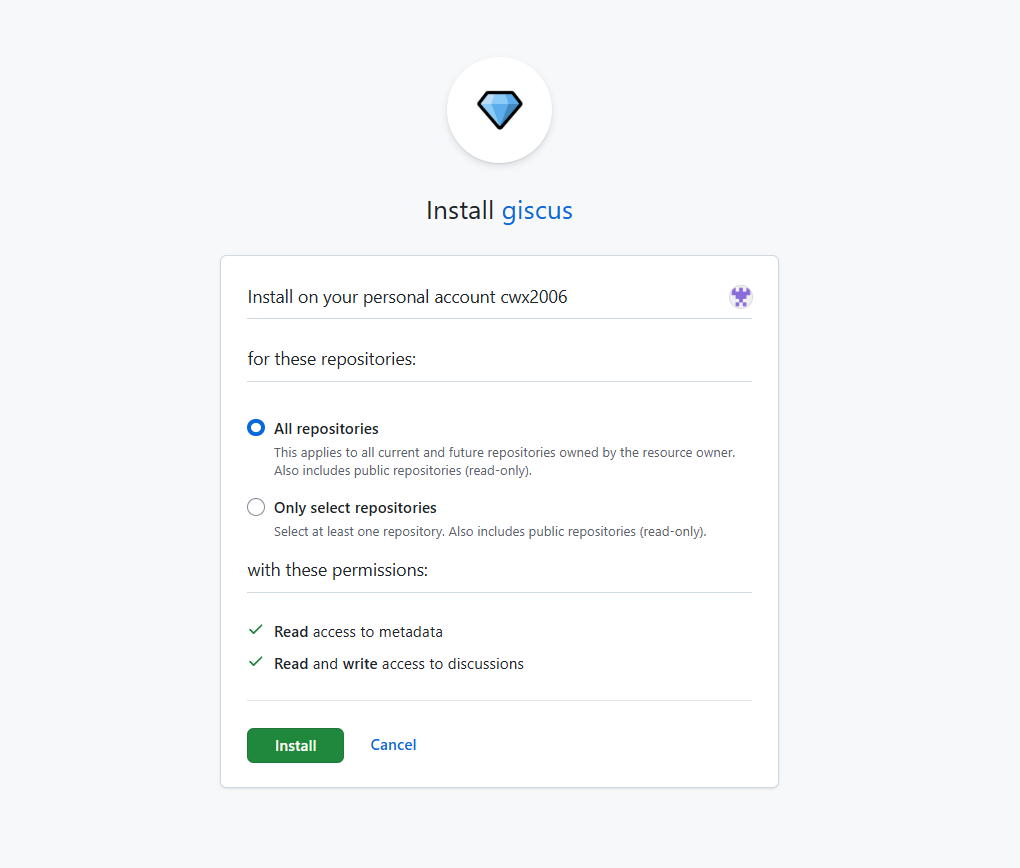 Install giscus
Install on your personal account cwx2006
for these repositories:
All repositories
This applies to all current and future repositories owned by the resource owner.
Also includes public repositories (read-only).
Only select repositories
Select at least one repository. Also includes public repositories (read-only).
with these permissions:
Read access to metadata
Read and write access to discussions
Install Cancel